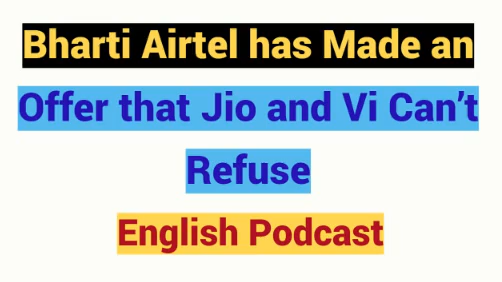 Bharti Airtel has Made an
Offer that Jio and Vi Can't
Refuse
English Podcast